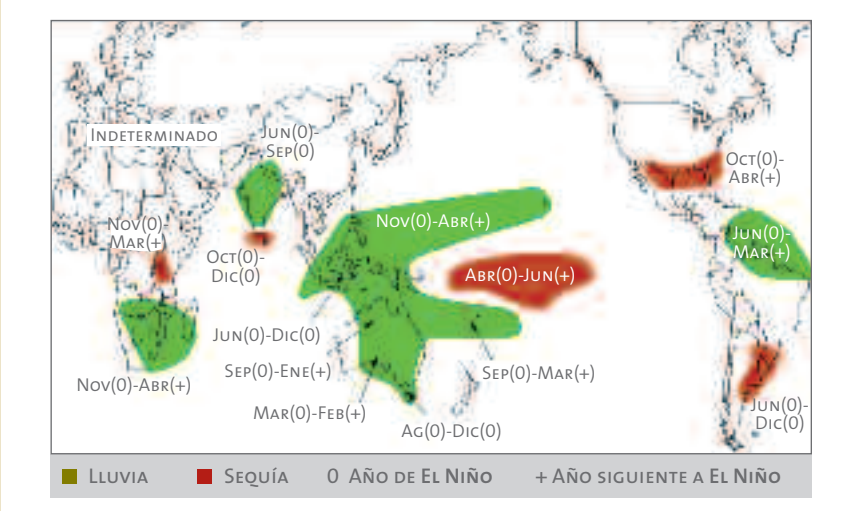 INDETERMINADO
JUN(0)-
SEP(0)
NOV(0)-
MAR(+)
OCT(0)-
DIC(0)
NOV(0)-ABR(+)
OCT(0)-
ABR(+)
JUN(0)-
MAR(+)
ABR(0)-JUN(+)
JUN(0)-DIC(0)
SEP(0)-ENE(+)
SEP(0)-MAR(+)
NOV(0)-ABR(+)
MAR(0)-FEB(+)
AG(0)-DIC(0)
JUN(0)-
DIC(0)
LLUVIA SEQUÍA 0 AÑO DE EL NIÑO + AÑO SIGUIENTE A EL NIÑO